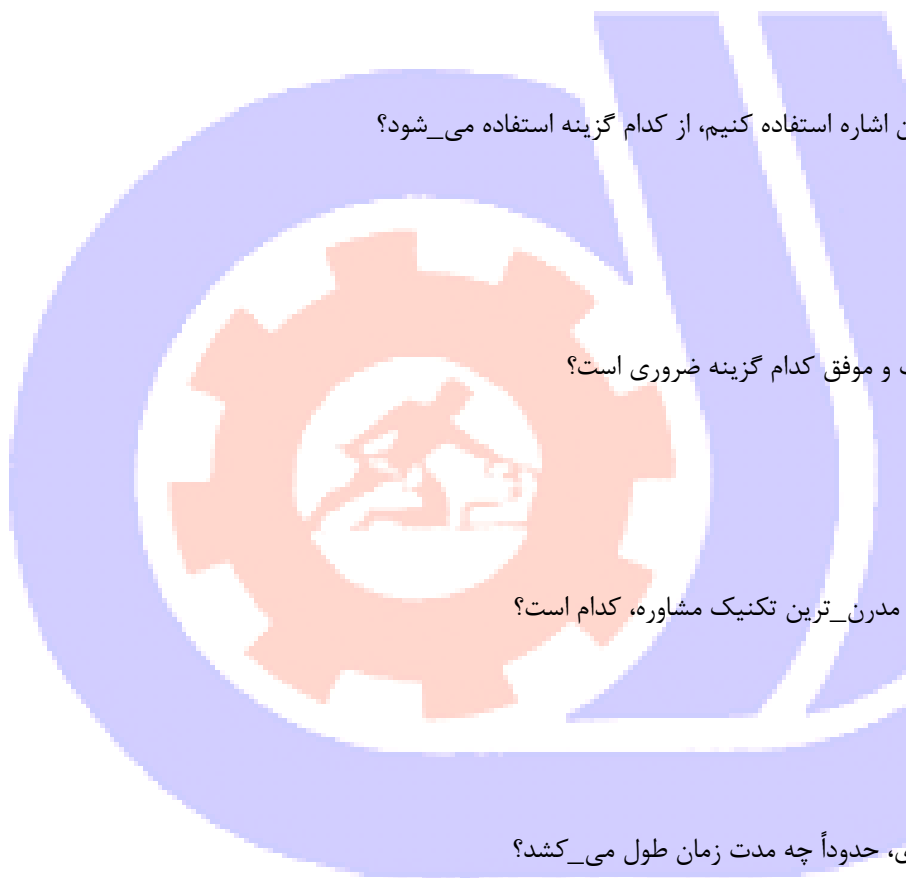 اشاره استفاده کنیم، از کدام گزینه استفاده می_شود؟
و موفق کدام گزینه ضروری است؟
مدرن_ترین تکنیک مشاوره، کدام است؟
حدوداً چه مدت زمان طول می_کشد؟